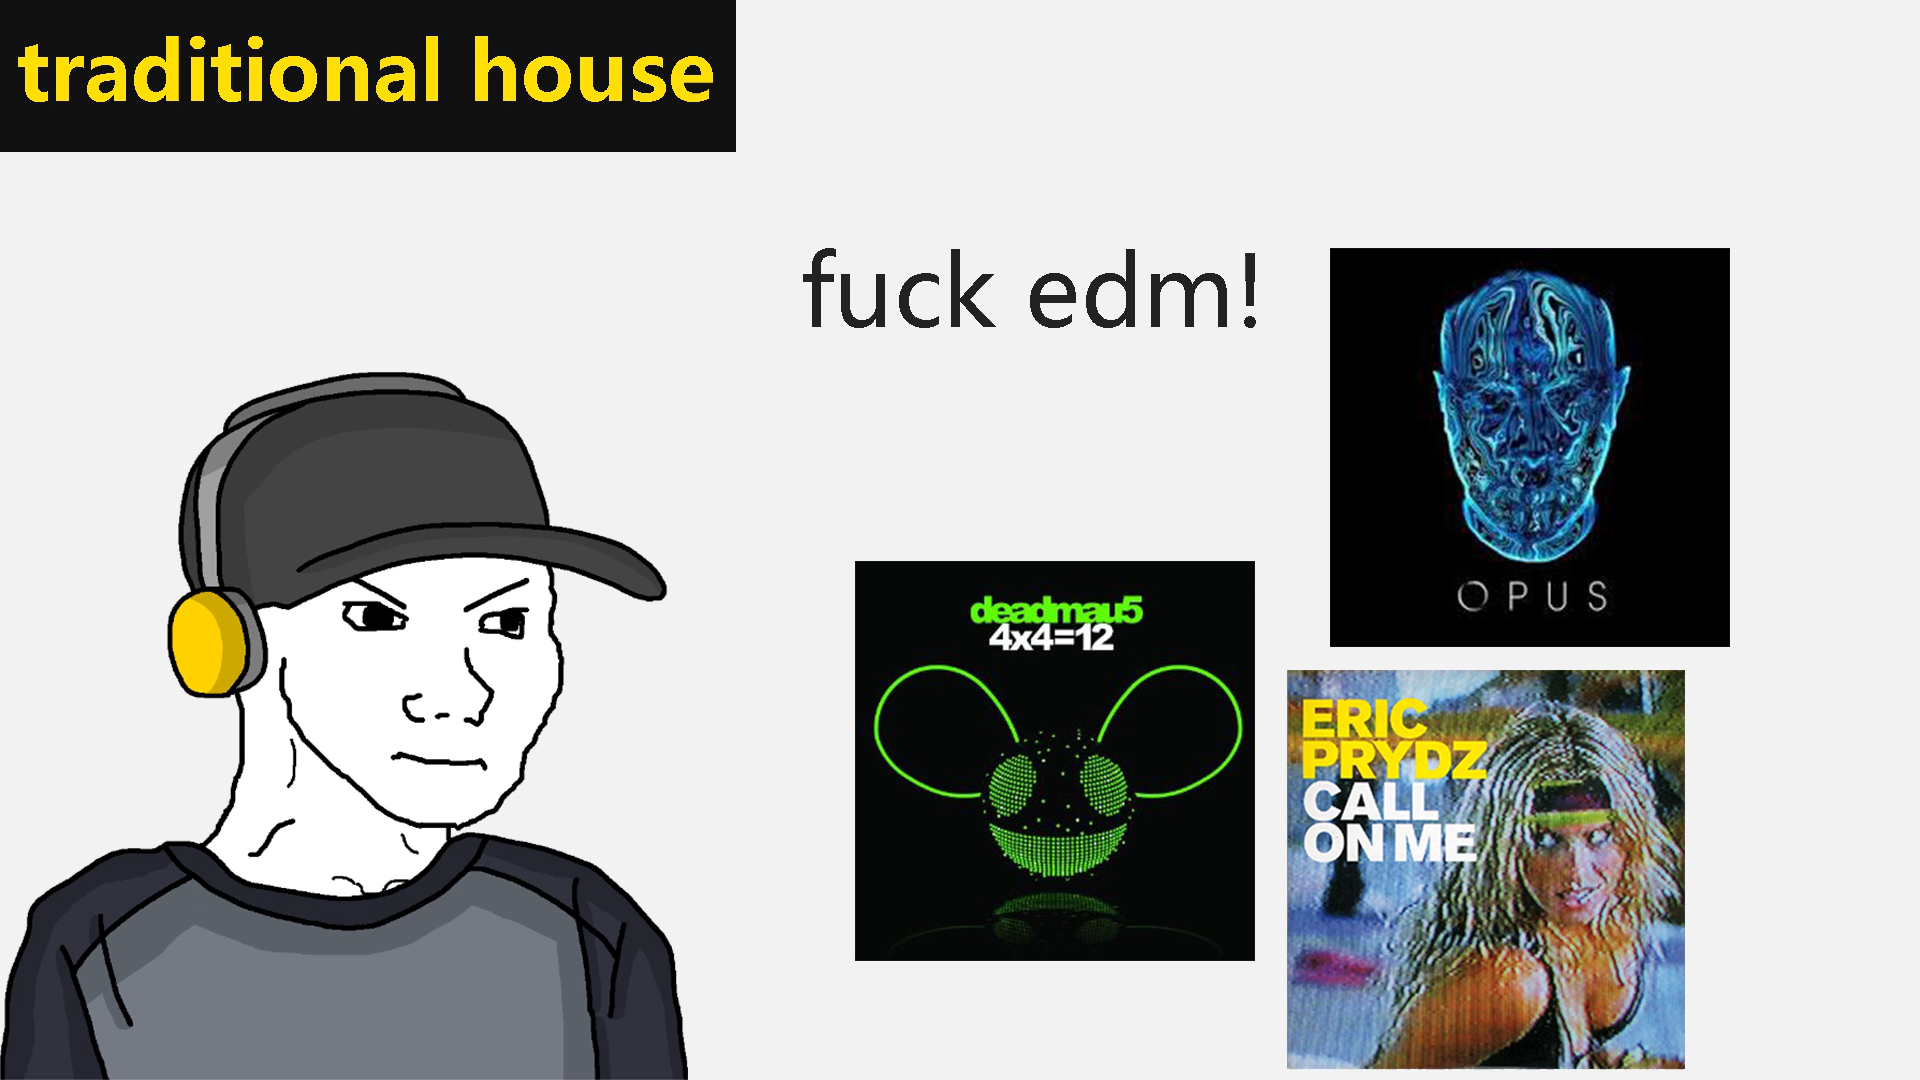 traditional house
fuck edm!
OPUS
deadmau5
4x4=12
ERIC
PRYDZ
CALL
ON ME